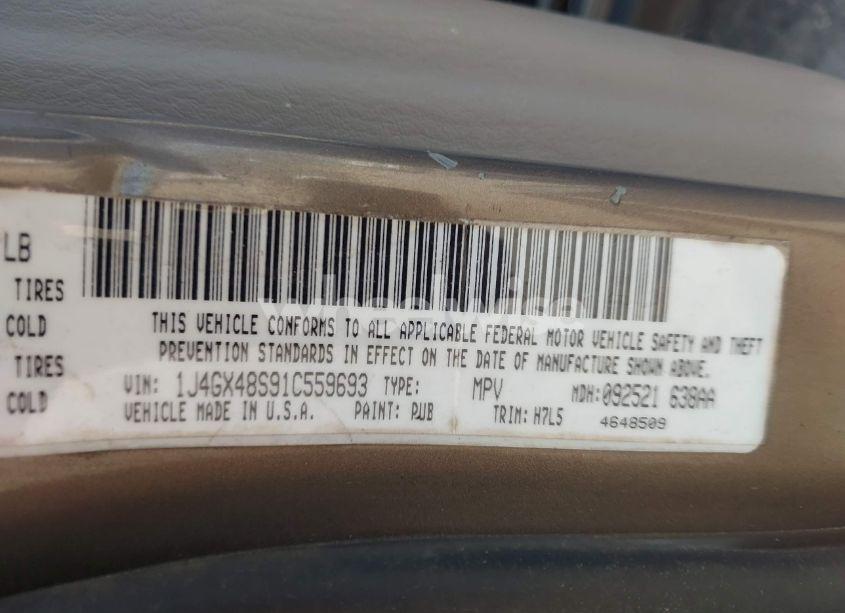 LB
TIRES
COLD
TIRES
COLD
THIS VEHICLE CONFORMS TO ALL APPLICABLE FEDERAL MOTOR VEHICLE SAFETY AND THEFT
PREVENTION STANDARDS IN EFFECT ON THE DATE OF MANUFACTURE SHOWN ABOVE.
VIN: 1J4GX48S91C559693 TYPE: MPV MDH:092521 638AA
VEHICLE MADE IN U.S.A. PAINT: PUB TRIM: H7L5 4648509